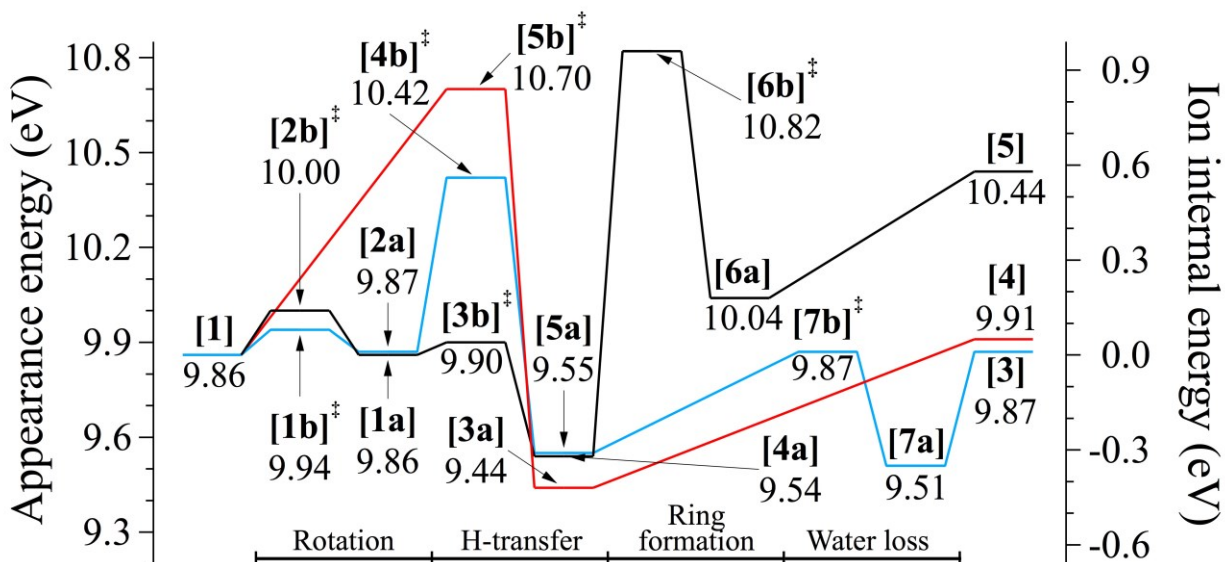 Appearance energy (eV)
10.8
10.5
10.2
9.9
9.6
9.3
[1]
9.86
[2b]‡
10.00
[1b]‡
9.94
[2a]
9.87
[1a]
9.86
[4b]‡
10.42
[5b]‡
10.70
[3b]‡
9.90
[3a]
9.44
[5a]
9.55
[4a]
9.54
[6b]‡
10.82
[6a]
10.04
[7b]‡
9.87
[7a]
9.51
[5]
10.44
[4]
9.91
[3]
9.87
Rotation
H-transfer
Ring
formation
Water loss
0.9
0.6
0.3
0.0
-0.3
-0.6
Ion internal energy (eV)